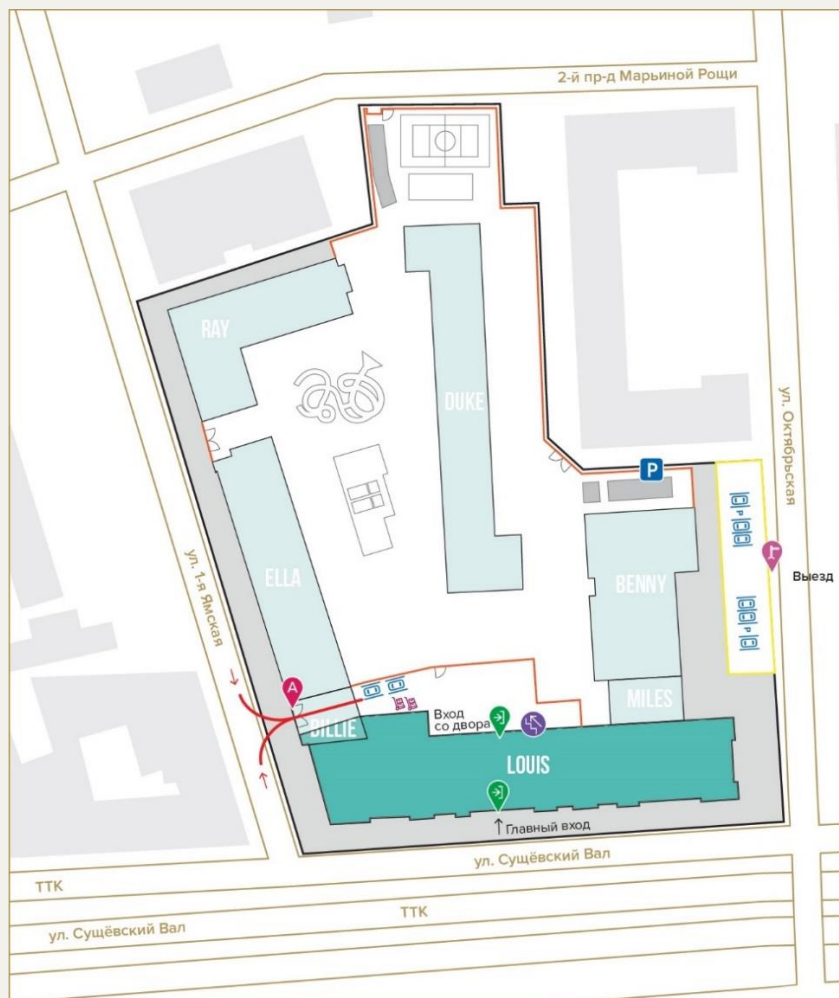 2-й пр-д Марьиной Рощи
RAY
DUKE
ул. Октябрьская
P
P
ELLA
BENNY
Выезд
ул. 1-я Ямская
P
A
MILES
Вход
со двора
BILLIE
LOUIS
Главный вход
ул. Сущёвский Вал
ТТК
ТТК
ул. Сущёвский Вал